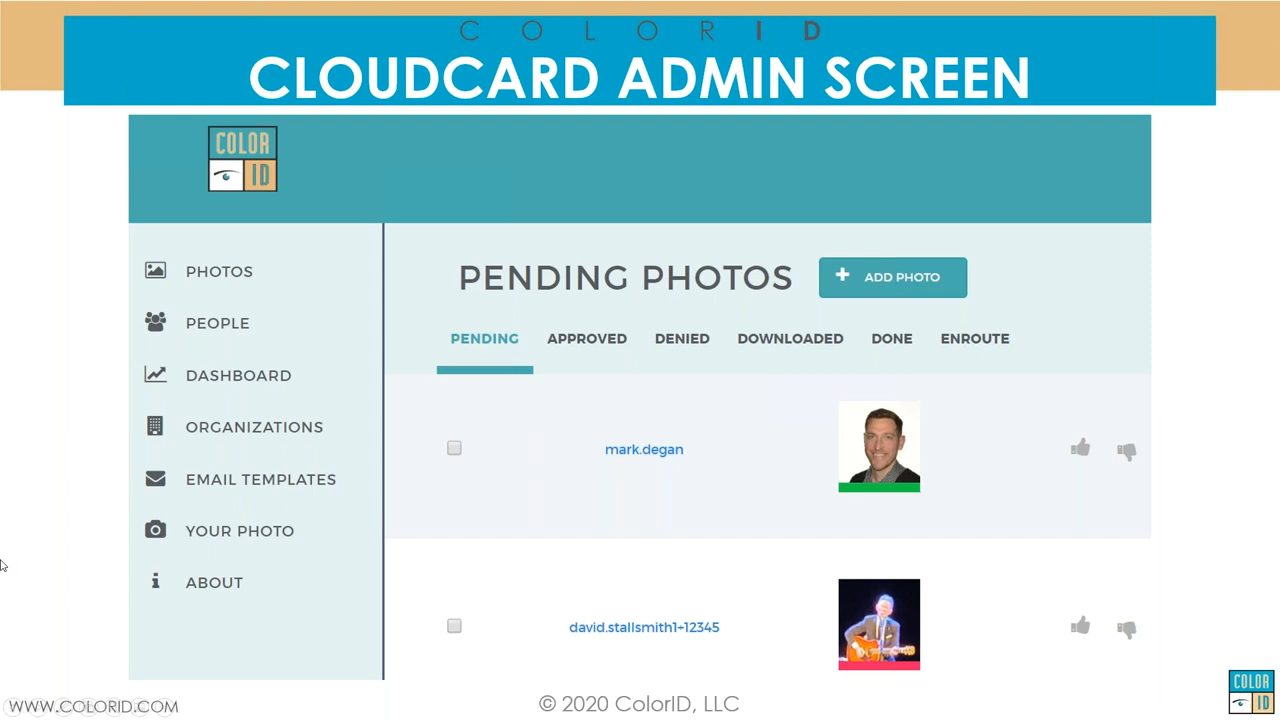 COLORID
CLOUDCARD ADMIN SCREEN
COLOR
ID
PHOTOS
PEOPLE
DASHBOARD
ORGANIZATIONS
EMAIL TEMPLATES
YOUR PHOTO
ABOUT
PENDING PHOTOS
ADD PHOTO
PENDING APPROVED DENIED DOWNLOADED DONE ENROUTE
mark.degan
david.stallsmith1+12345
WWW.COLORID.COM
© 2020 ColorID, LLC
COLOR
ID